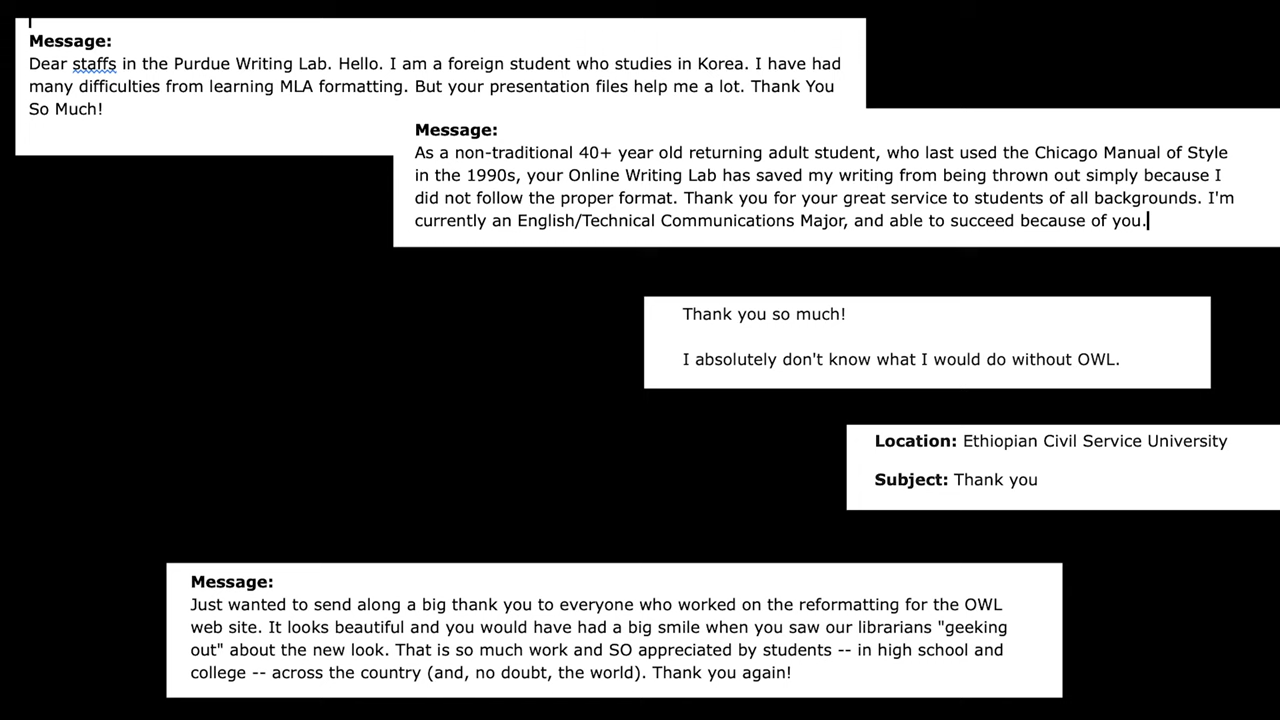 Message:
Dear staffs in the Purdue Writing Lab. Hello. I am a foreign student who studies in Korea. I have had
many difficulties from learning MLA formatting. But your presentation files help me a lot. Thank You
So Much!
Message:
As a non-traditional 40+ year old returning adult student, who last used the Chicago Manual of Style
in the 1990s, your Online Writing Lab has saved my writing from being thrown out simply because I
did not follow the proper format. Thank you for your great service to students of all backgrounds. I'm
currently an English/Technical Communications Major, and able to succeed because of you.
Thank you so much!
I absolutely don't know what I would do without OWL.
Location: Ethiopian Civil Service University
Subject: Thank you
Message:
Just wanted to send along a big thank you to everyone who worked on the reformatting for the OWL
web site. It looks beautiful and you would have had a big smile when you saw our librarians "geeking
out" about the new look. That is so much work and SO appreciated by students -- in high school and
college -- across the country (and, no doubt, the world). Thank you again!